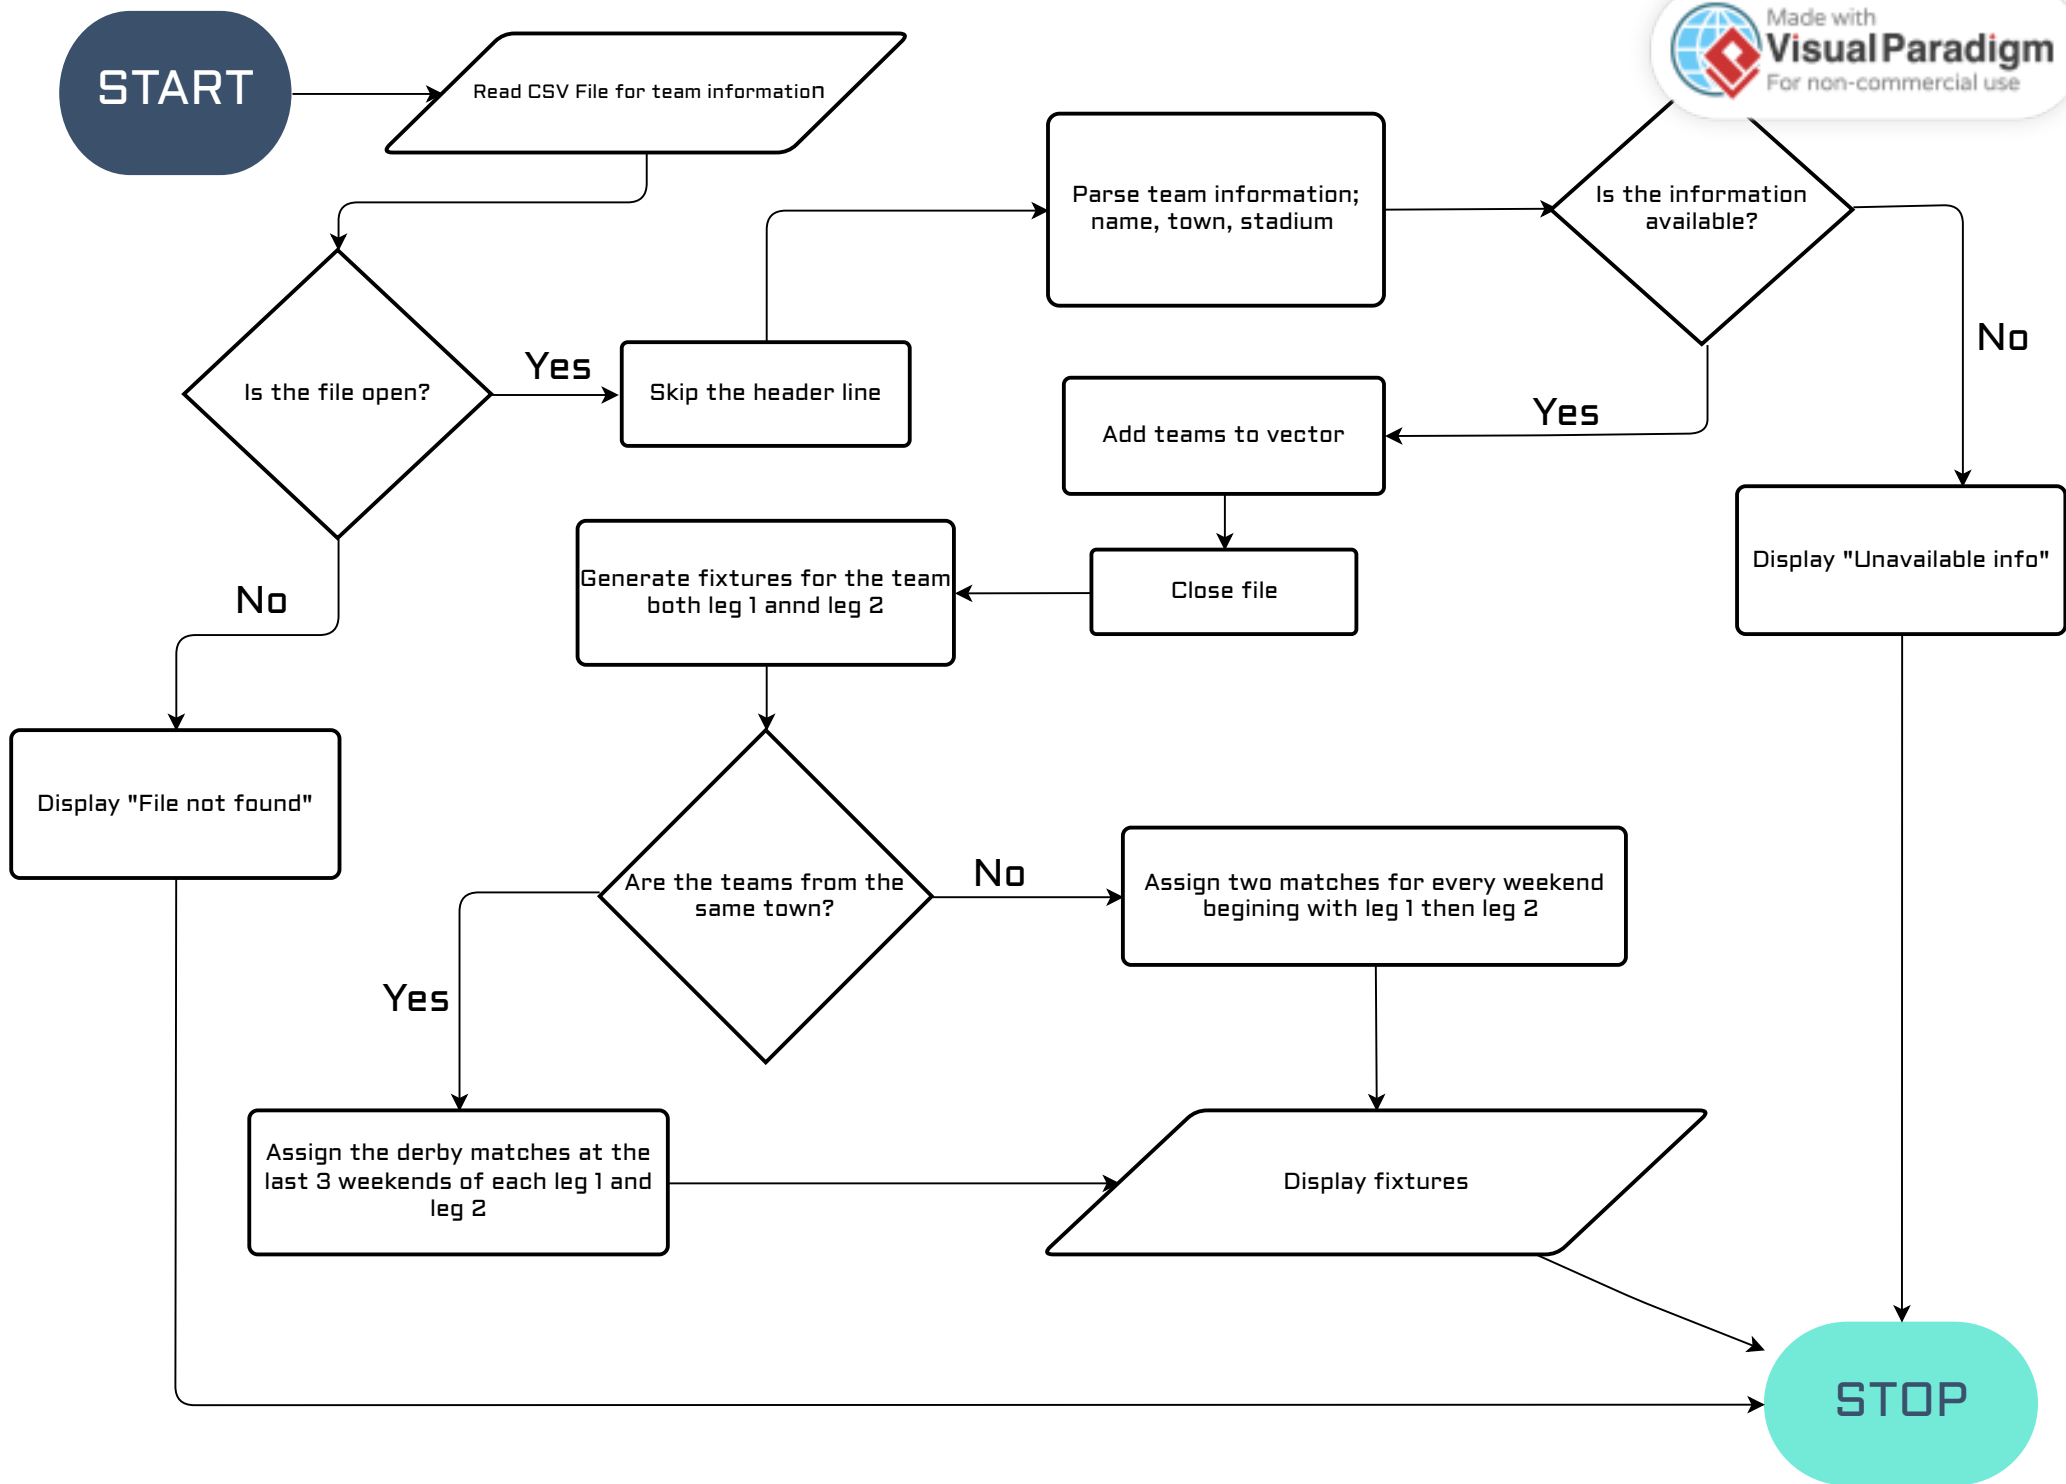 START
Read CSV File for team information
Made with
Visual Paradigm
For non-commercial use
Parse team information;
name, town, stadium
Is the information
available?
No
Is the file open?
Yes
Skip the header line
Add teams to vector
Yes
Generate fixtures for the team
both leg 1 annd leg 2
Close file
Display "Unavailable info"
No
Display "File not found"
Are the teams from the
same town?
No
Assign two matches for every weekend
begining with leg 1 then leg 2
Yes
Assign the derby matches at the
last 3 weekends of each leg 1 and
leg 2
Display fixtures
STOP